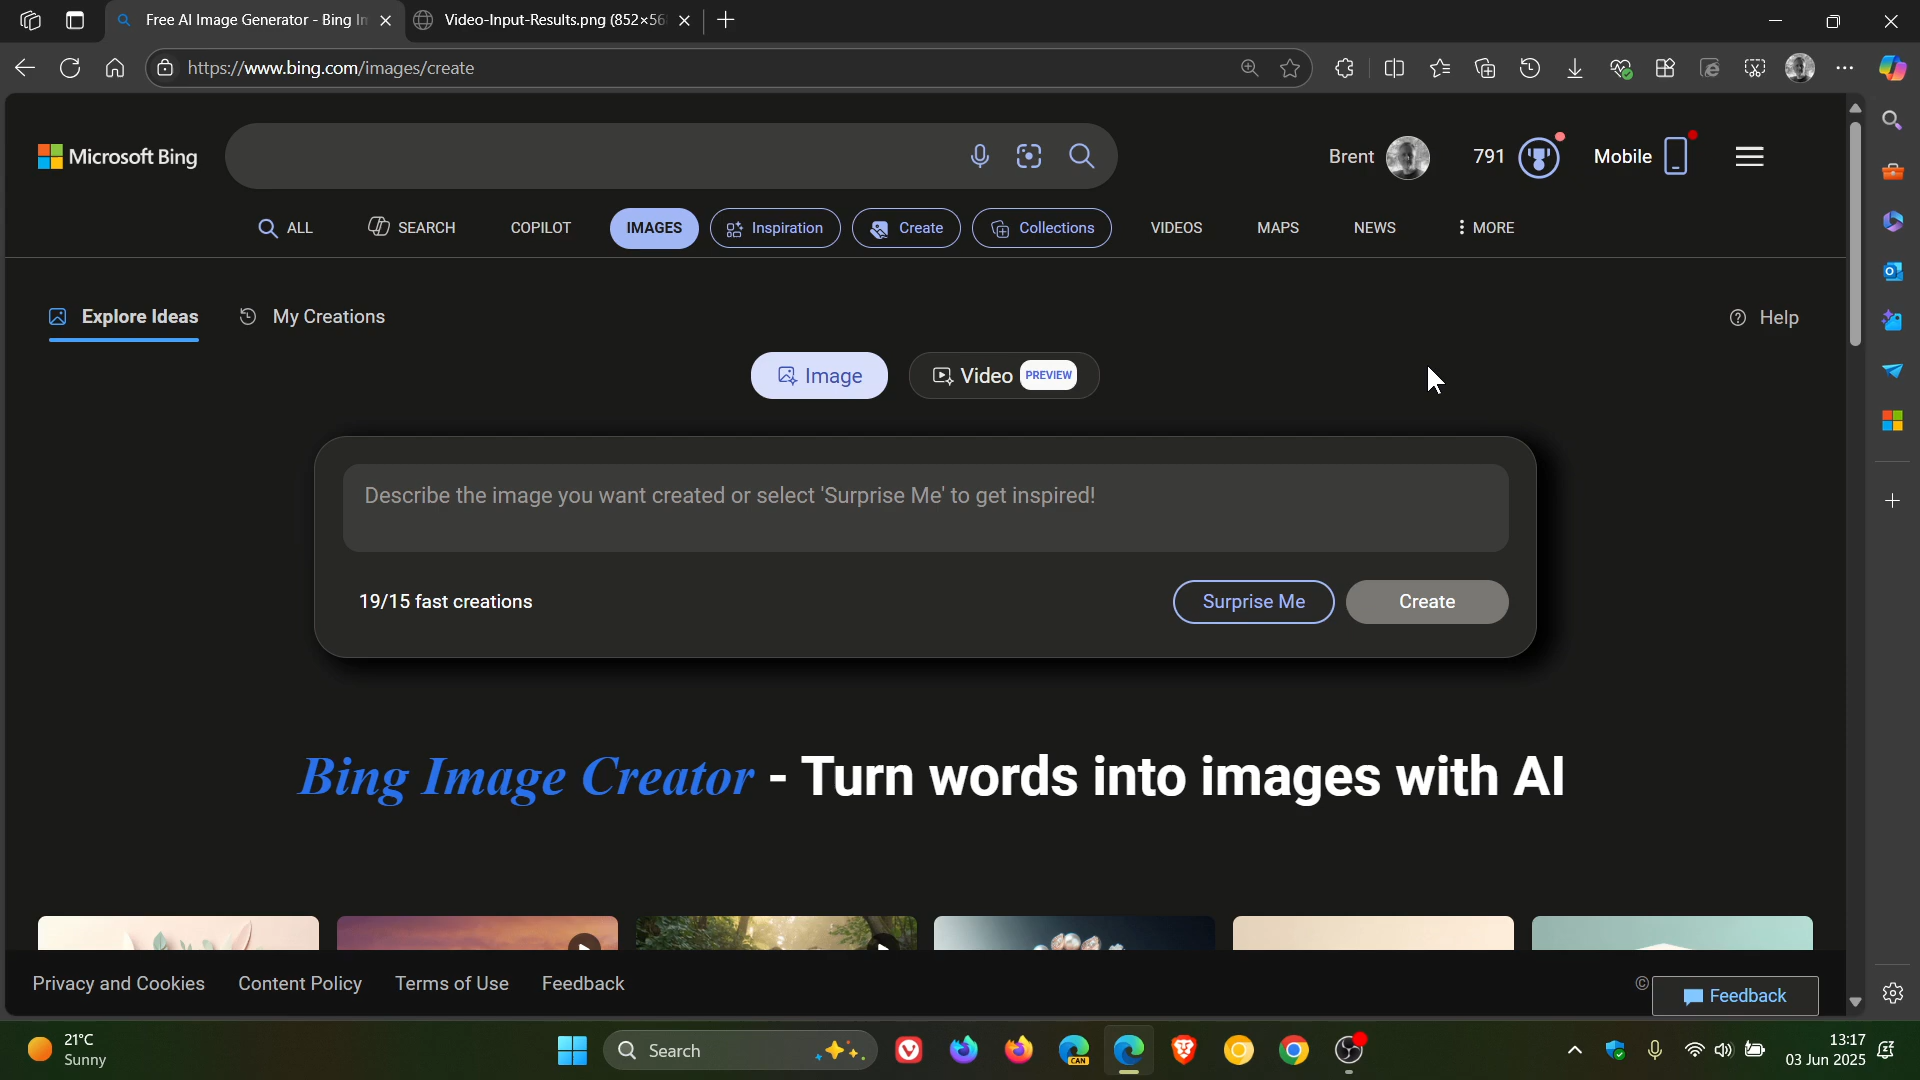 Free AI Image Generator - Bing In
Video-Input-Results.png (852×56
https://www.bing.com/images/create
Microsoft Bing
Brent
791
Mobile
ALL
SEARCH
COPILOT
IMAGES
Inspiration
Create
Collections
VIDEOS
MAPS
NEWS
MORE
Explore Ideas
My Creations
Help
Image
Video PREVIEW
Describe the image you want created or select 'Surprise Me' to get inspired!
19/15 fast creations
Surprise Me
Create
Bing Image Creator - Turn words into images with AI
Privacy and Cookies
Content Policy
Terms of Use
Feedback
©
Feedback
21°C
Sunny
Search
CAN
13:17
03 Jun 2025